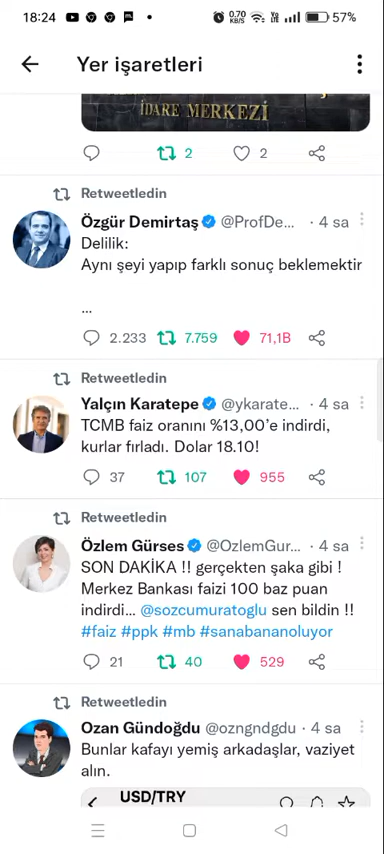 18:24
0.70
KB/S
Vo
LTE
57%
Yer işaretleri
İDARE MERKEZİ
2
2
Retweetledin
Özgür Demirtaş @ProfDe... · 4 sa
Delilik:
Aynı şeyi yapıp farklı sonuç beklemektir
...
2.233 7.759 71,1B
Retweetledin
Yalçın Karatepe @ykarate... · 4 sa
TCMB faiz oranını %13,00’e indirdi,
kurlar fırladı. Dolar 18.10!
37 107 955
Retweetledin
Özlem Gürses @OzlemGur... · 4 sa
SON DAKİKA !! gerçekten şaka gibi !
Merkez Bankası faizi 100 baz puan
indirdi... @sozcumuratoglu sen bildin !!
#faiz #ppk #mb #sanabananoluyor
21 40 529
Retweetledin
Ozan Gündoğdu @ozngndgdu · 4 sa
Bunlar kafayı yemiş arkadaşlar, vaziyet
alın.
USD/TRY